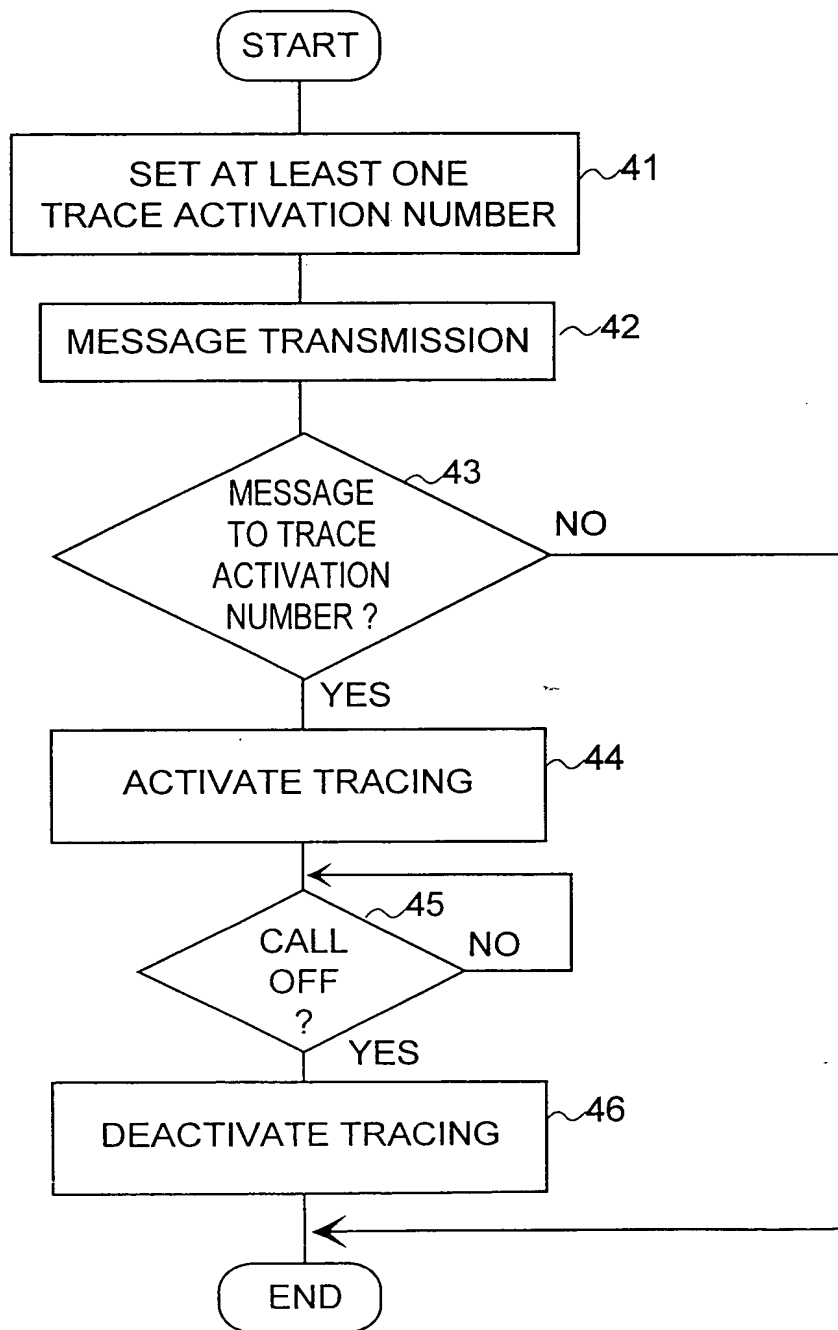 START
SET AT LEAST ONE
TRACE ACTIVATION NUMBER
41
MESSAGE TRANSMISSION
42
43
MESSAGE
TO TRACE
ACTIVATION
NUMBER ?
NO
YES
ACTIVATE TRACING
44
45
CALL
OFF
?
NO
YES
DEACTIVATE TRACING
46
END